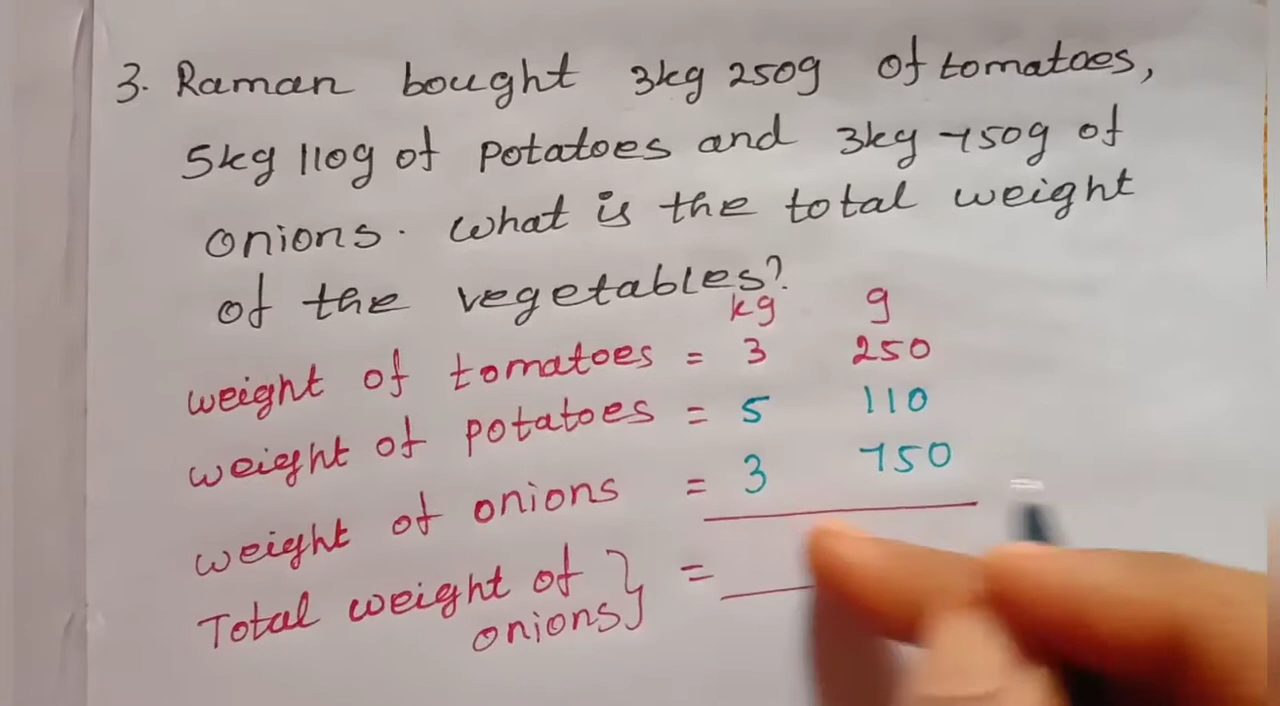 3. Raman bought 3kg 250g of tomatoes,
5kg 110g of potatoes and 3kg 750g of
onions. What is the total weight
of the vegetables?
kg g
weight of tomatoes = 3 250
weight of potatoes = 5 110
weight of onions = 3 750
Total weight of } =
onions